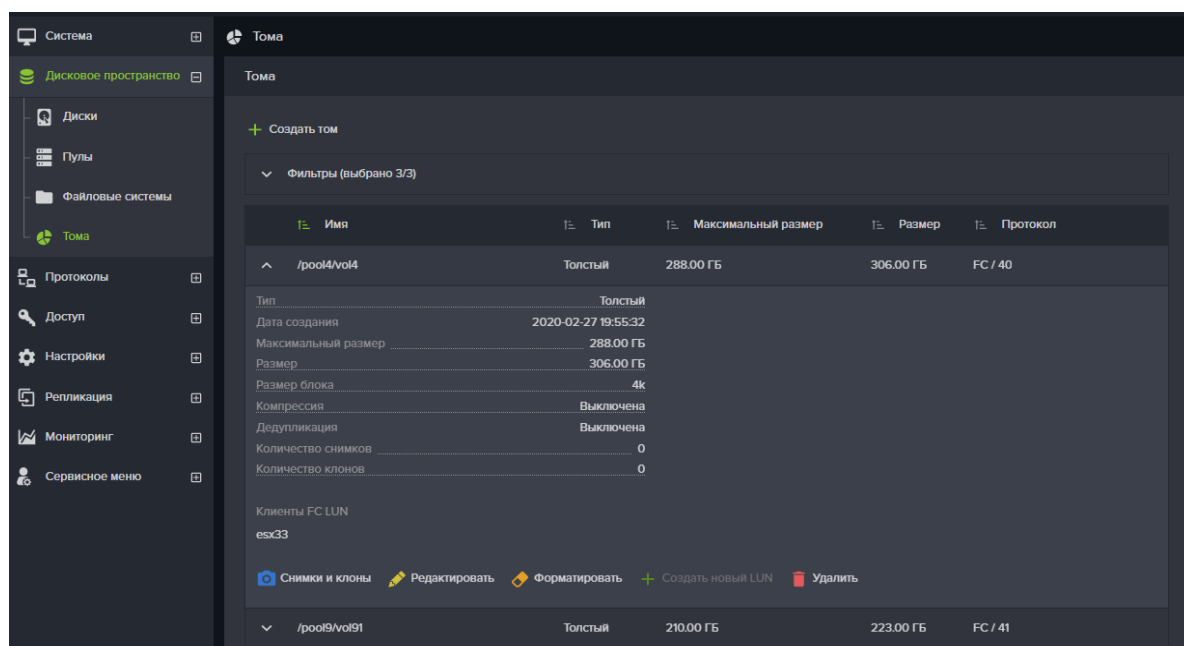 Система
Тома
Дисковое пространство
Тома
Диски
Создать том
Пулы
Фильтры (выбрано 3/3)
Файловые системы
Имя Тип Максимальный размер Размер Протокол
Тома
/pool4/vol4 Толстый 288.00 ГБ 306.00 ГБ FC / 40
Протоколы
Тип Толстый
Доступ
Дата создания 2020-02-27 19:55:32
Максимальный размер 288.00 ГБ
Настройки
Размер 306.00 ГБ
Размер блока 4k
Репликация
Компрессия Выключена
Дедупликация Выключена
Мониторинг
Количество снимков 0
Количество клонов 0
Сервисное меню
Клиенты FC LUN
esx33
Снимки и клоны Редактировать Форматировать Создать новый LUN Удалить
/pool9/vol91 Толстый 210.00 ГБ 223.00 ГБ FC / 41